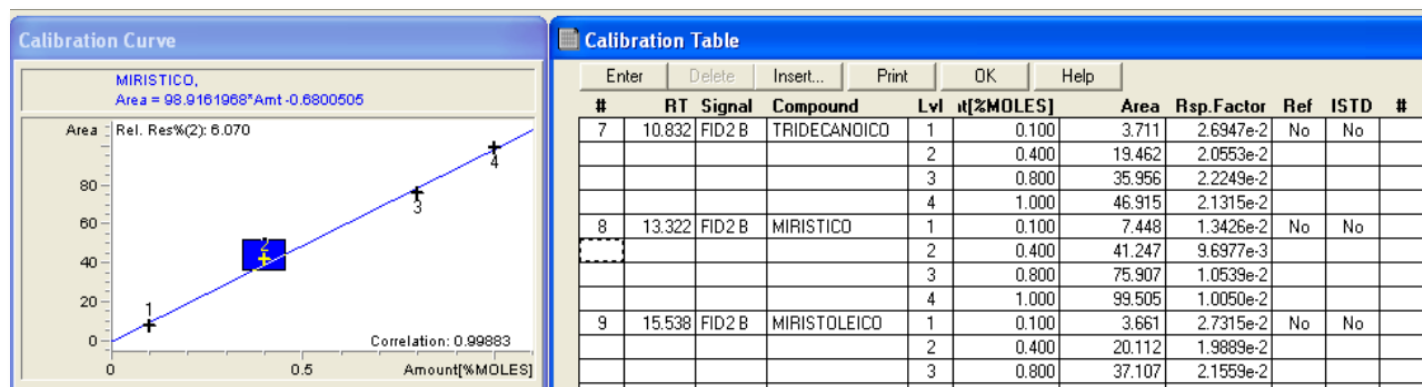 Calibration Curve
MIRISTICO,
Area = 98.9161968*Amt -0.6800505
Area
Rel. Res%(2): 6.070
80
60
40
20
0
1
2
3
4
Correlation: 0.99883
0
0.5
Amount[%MOLES]
Calibration Table
Enter Delete Insert... Print OK Help
# RT Signal Compound Lvl ıt[%MOLES] Area Rsp.Factor Ref ISTD #
7 10.832 FID2 B TRIDECANOICO 1 0.100 3.711 2.6947e-2 No No
2 0.400 19.462 2.0553e-2
3 0.800 35.956 2.2249e-2
4 1.000 46.915 2.1315e-2
8 13.322 FID2 B MIRISTICO 1 0.100 7.448 1.3426e-2 No No
2 0.400 41.247 9.6977e-3
3 0.800 75.907 1.0539e-2
4 1.000 99.505 1.0050e-2
9 15.538 FID2 B MIRISTOLEICO 1 0.100 3.661 2.7315e-2 No No
2 0.400 20.112 1.9889e-2
3 0.800 37.107 2.1559e-2